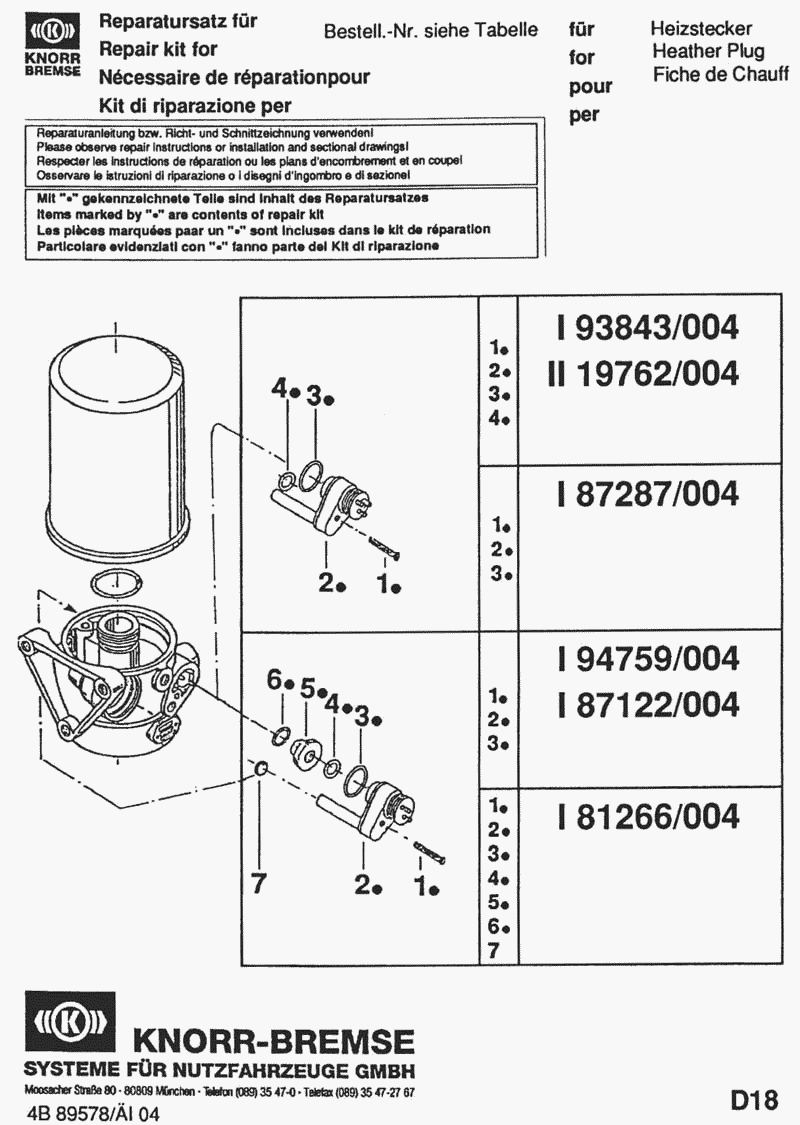 KNORR
BREMSE
Reparatursatz für
Repair kit for
Nécessaire de réparationpour
Kit di riparazione per
Bestell.-Nr. siehe Tabelle
für
for
pour
per
Heizstecker
Heather Plug
Fiche de Chauff
Reparaturanleitung bzw. Richt- und Schnittzeichnung verwenden!
Please observe repair instructions or installation and sectional drawings!
Respecter les instructions de réparation ou les plans d'encombrement et en coupe!
Osservare le istruzioni di riparazione o i disegni d'ingombro e di sezione!
Mit "•" gekennzeichnete Teile sind Inhalt des Reparatursatzes
Items marked by "•" are contents of repair kit
Les pièces marquées paar un "•" sont incluses dans le kit de réparation
Particolare evidenziati con "•" fanno parte del Kit di riparazione
4• 3•
2• 1•
1•
2•
3•
4•
I 93843/004
II 19762/004
1•
2•
3•
I 87287/004
6• 5• 4• 3•
7 2• 1•
1•
2•
3•
I 94759/004
I 87122/004
1•
2•
3•
4•
5•
6•
7
I 81266/004
K
KNORR-BREMSE
SYSTEME FÜR NUTZFAHRZEUGE GMBH
Moosacher Straße 80 · 80809 München · Telefon (089) 35 47-0 · Telefax (089) 35 47-27 67
4B 89578/ÄI 04
D18